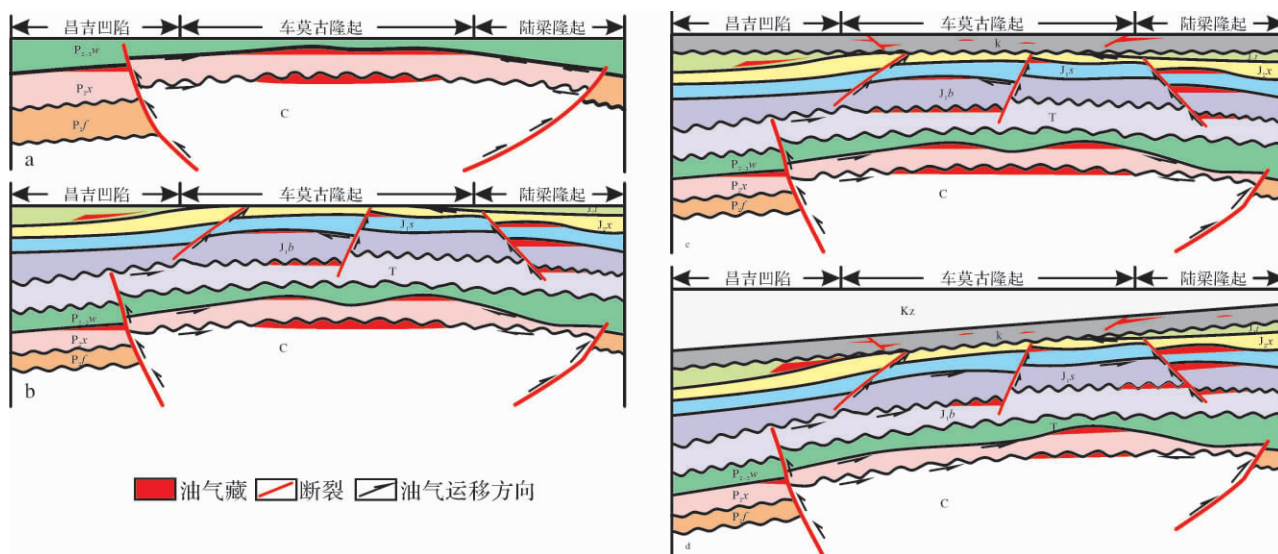 昌吉凹陷 车莫古隆起 陆梁隆起
P₂₋₃w
P₂x
C
P₁f
a
昌吉凹陷 车莫古隆起 陆梁隆起
J₂x
J₁s
J₁b
T
P₂₋₃w
P₂x
C
P₁f
b
油气藏 断裂 油气运移方向
昌吉凹陷 车莫古隆起 陆梁隆起
k
J₂x
J₁s
J₁b
T
P₂₋₃w
P₂x
C
P₁f
c
昌吉凹陷 车莫古隆起 陆梁隆起
Kz
k
J₂x
J₁s
J₁b
T
P₂₋₃w
P₂x
C
P₁f
d